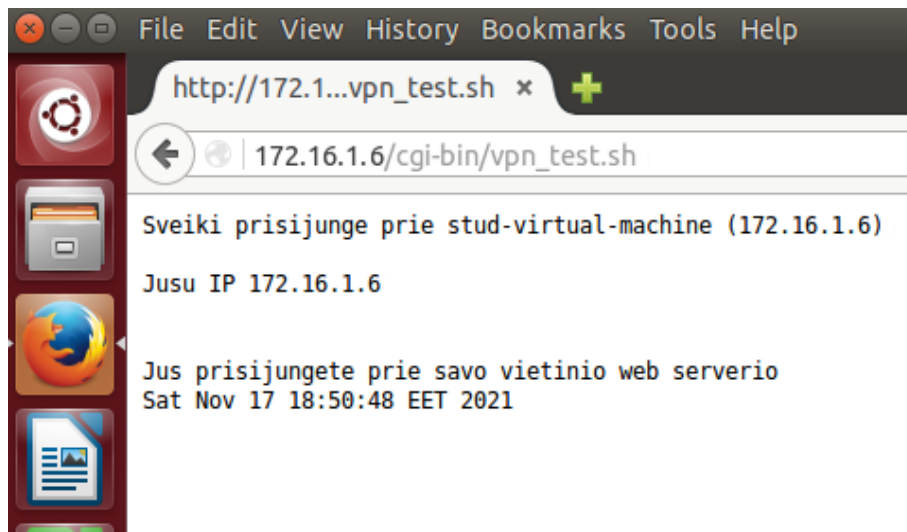 File Edit View History Bookmarks Tools Help
http://172.1...vpn_test.sh
172.16.1.6/cgi-bin/vpn_test.sh
Sveiki prisijunge prie stud-virtual-machine (172.16.1.6)
Jusu IP 172.16.1.6
Jus prisijungete prie savo vietinio web serverio
Sat Nov 17 18:50:48 EET 2021